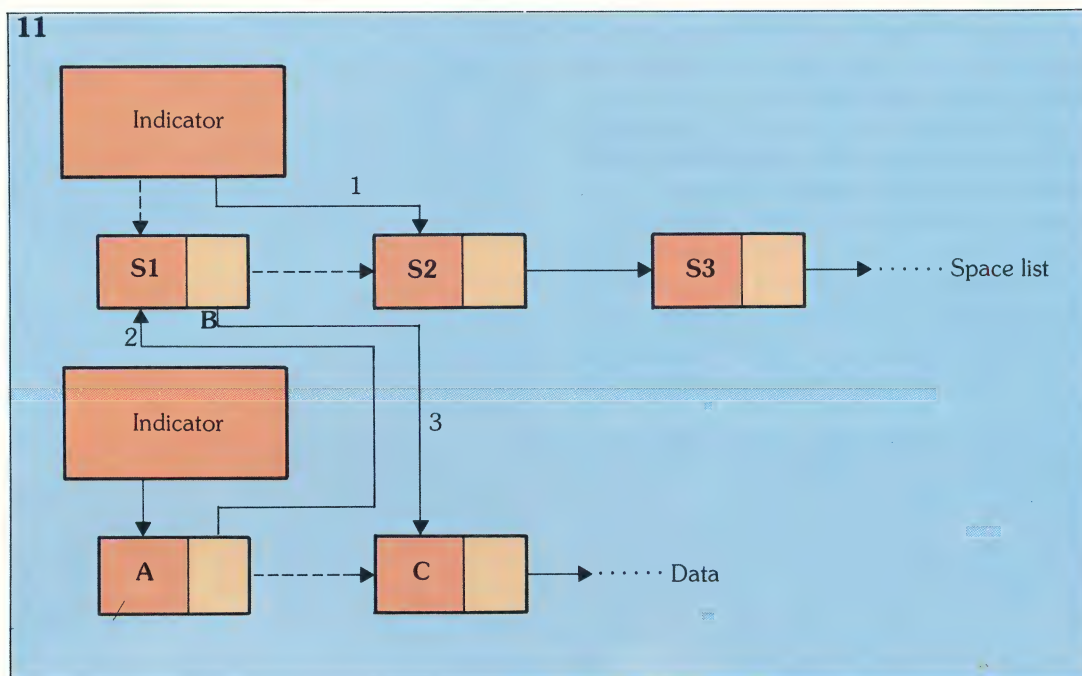 11
Indicator
1
S1 S2 S3 ...... Space list
B
2
Indicator
3
A C ...... Data